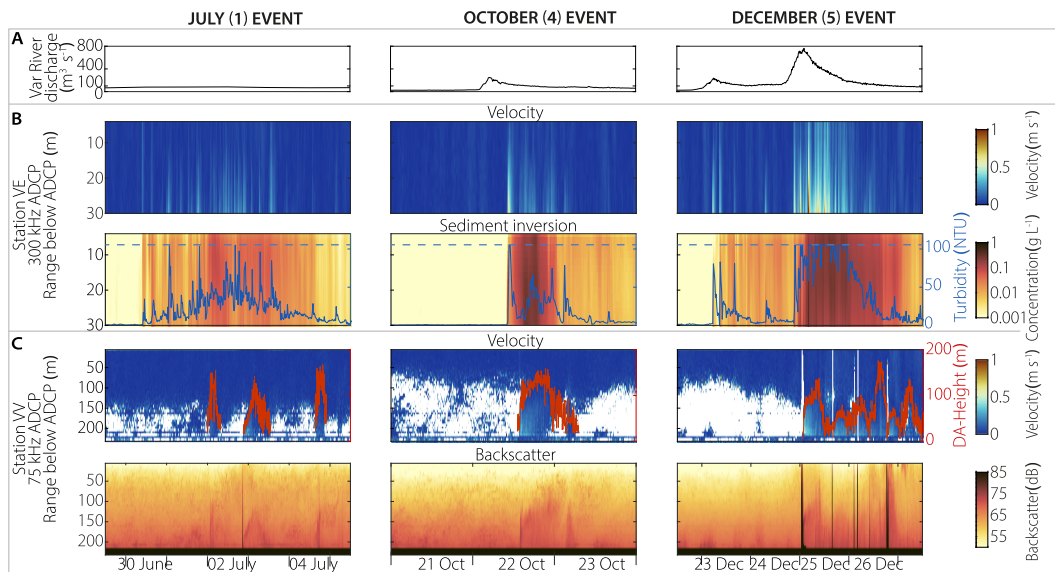 JULY (1) EVENT
OCTOBER (4) EVENT
DECEMBER (5) EVENT
A
Var River
discharge
(m³ s⁻¹)
800
100
0
B
Velocity
Station VE
300 kHz ADCP
Range below ADCP (m)
10
20
30
1
0.5
0
Velocity(m s⁻¹)
Sediment inversion
10
20
30
100
50
0
Turbidity (NTU)
1
0.1
0.01
0.001
Concentration(g L⁻¹)
C
Velocity
Station VV
75 kHz ADCP
Range below ADCP (m)
50
100
150
200
200
100
0
DA-Height (m)
1
0.5
0
Velocity(m s⁻¹)
Backscatter
50
100
150
200
85
75
65
55
Backscatter(dB)
30 June
02 July
04 July
21 Oct
22 Oct
23 Oct
23 Dec
24 Dec
25 Dec
26 Dec